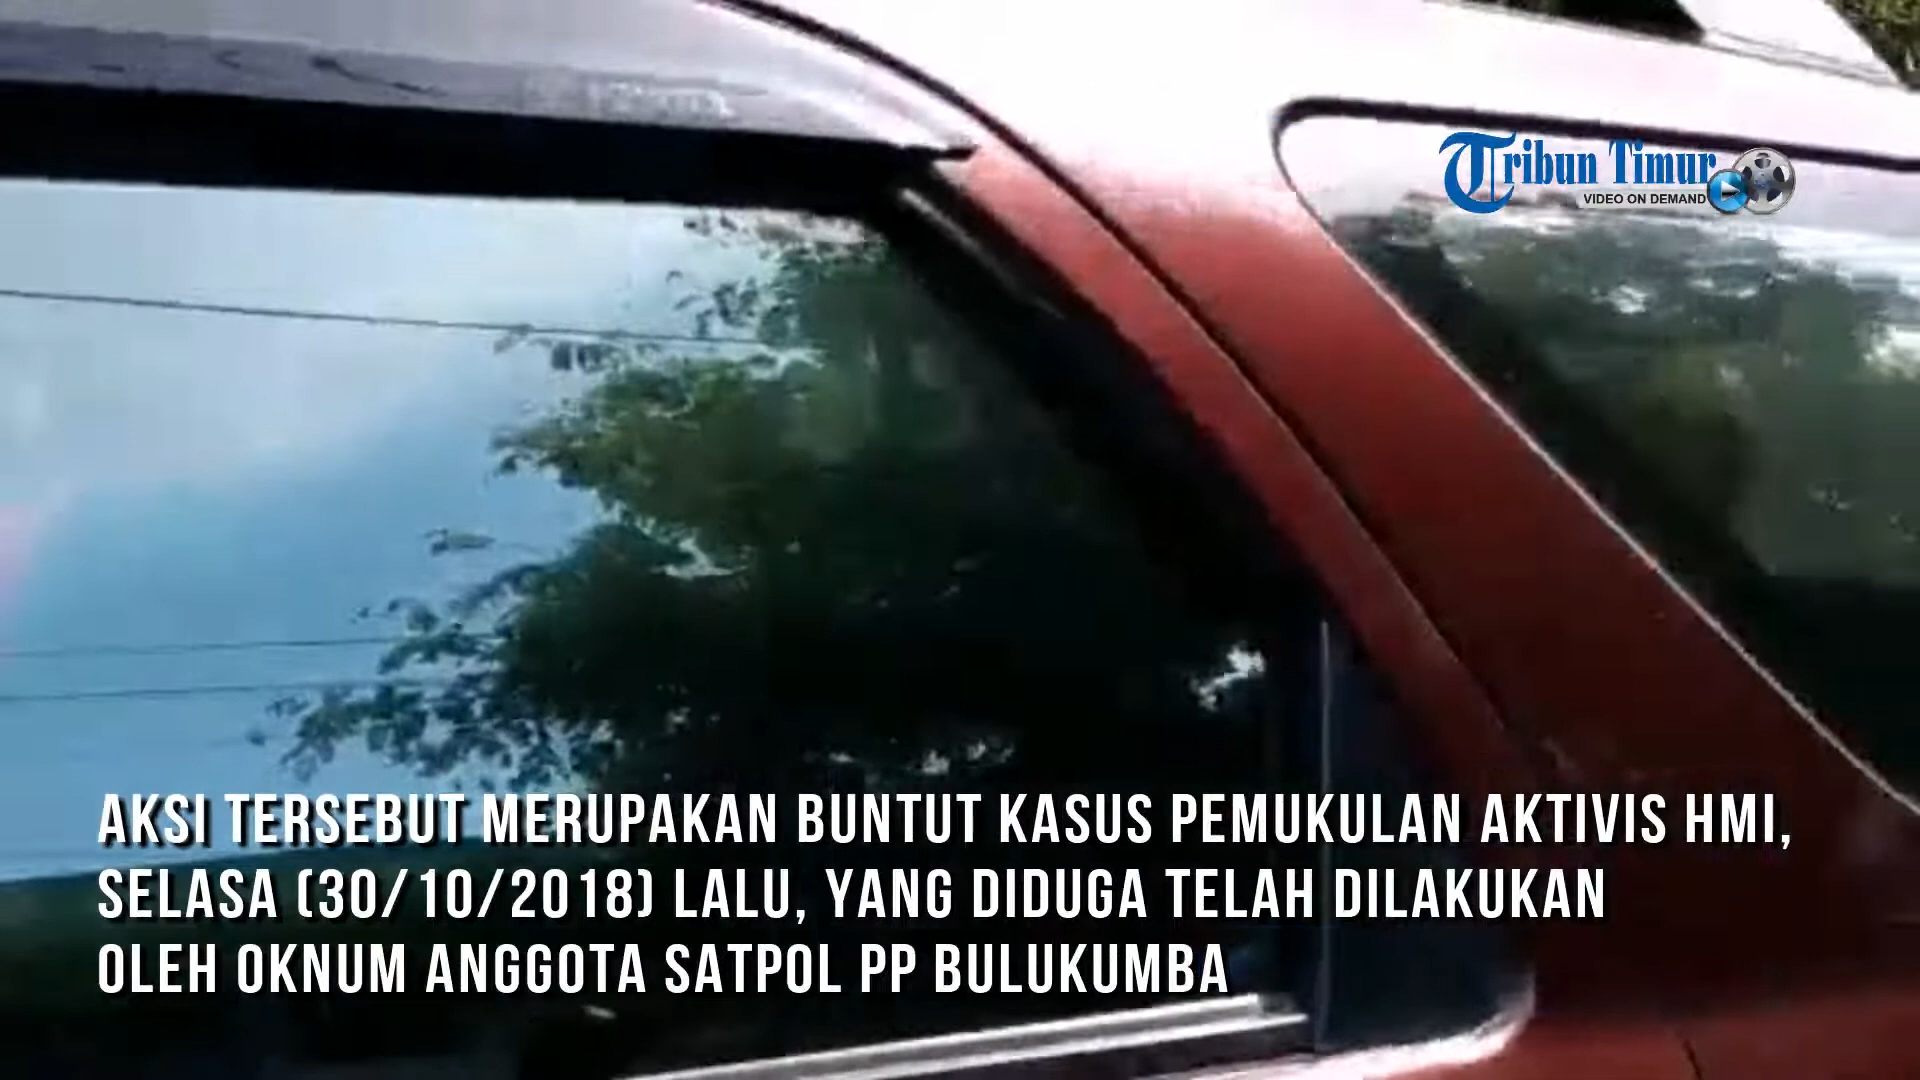 Tribun Timur
VIDEO ON DEMAND
AKSI TERSEBUT MERUPAKAN BUNTUT KASUS PEMUKULAN AKTIVIS HMI,
SELASA (30/10/2018) LALU, YANG DIDUGA TELAH DILAKUKAN
OLEH OKNUM ANGGOTA SATPOL PP BULUKUMBA